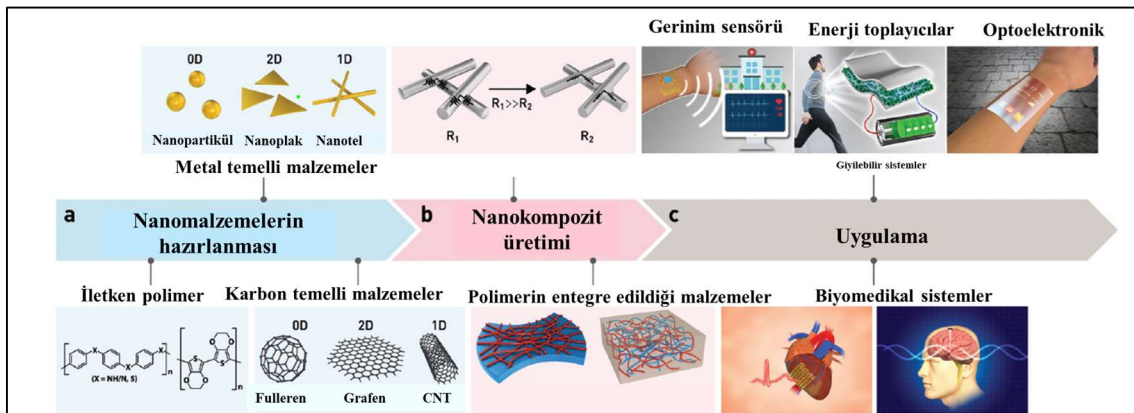 Gerinim sensörü
Enerji toplayıcılar
Optoelektronik
0D
2D
1D
Nanopartikül
Nanoplak
Nanotel
R1>>R2
R1
R2
Metal temelli malzemeler
Giyilebilir sistemler
a
Nanomalzemelerin
hazırlanması
b
Nanokompozit
üretimi
c
Uygulama
İletken polimer
Karbon temelli malzemeler
Polimerin entegre edildiği malzemeler
Biyomedikal sistemler
0D
2D
1D
X
X
X
n
S
S
O
O
O
O
n
(X = NH/N, S)
Fulleren
Grafen
CNT